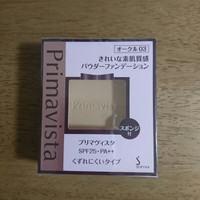 オークル 03
きれいな素肌質感
パウダーファンデーション
Primavista
Primavista
スポンジ
付
プリマヴィスタ
SPF25・PA++
くずれにくいタイプ
SOFINA